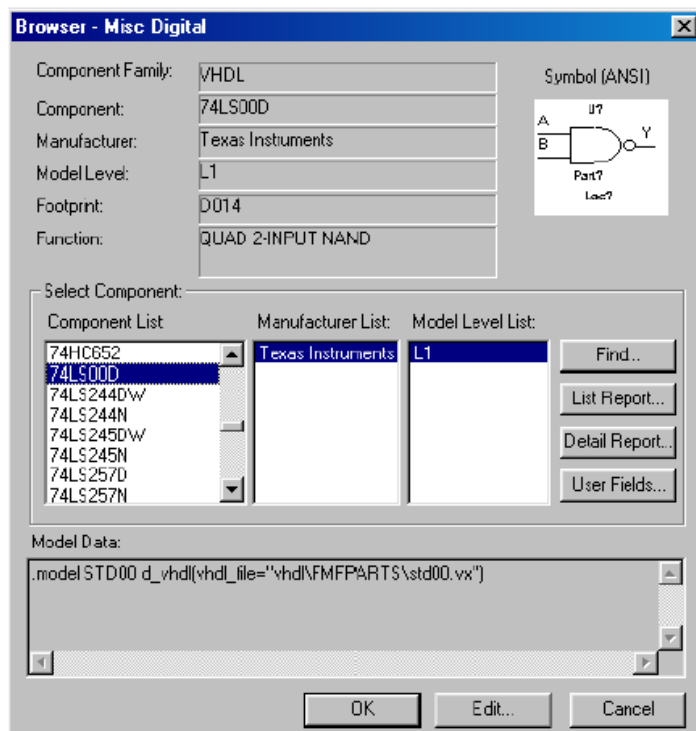 Browser - Misc Digital
Component Family: VHDL
Symbol (ANSI)
Component: 74LS00D
Manufacturer: Texas Instruments
Model Level: L1
Footprint: DO14
Function: QUAD 2-INPUT NAND
U?
A
B
Y
Part?
Loc?
Select Component:
Component List Manufacturer List: Model Level List:
74HC652 Texas Instruments L1 Find...
74LS00D
74LS244DW List Report...
74LS244N
74LS245DW Detail Report...
74LS245N
74LS257D User Fields...
74LS257N
Model Data:
.model STD00 d_vhdl(vhdl_file="vhdl\FMFPARTS\std00.vx")
OK Edit... Cancel